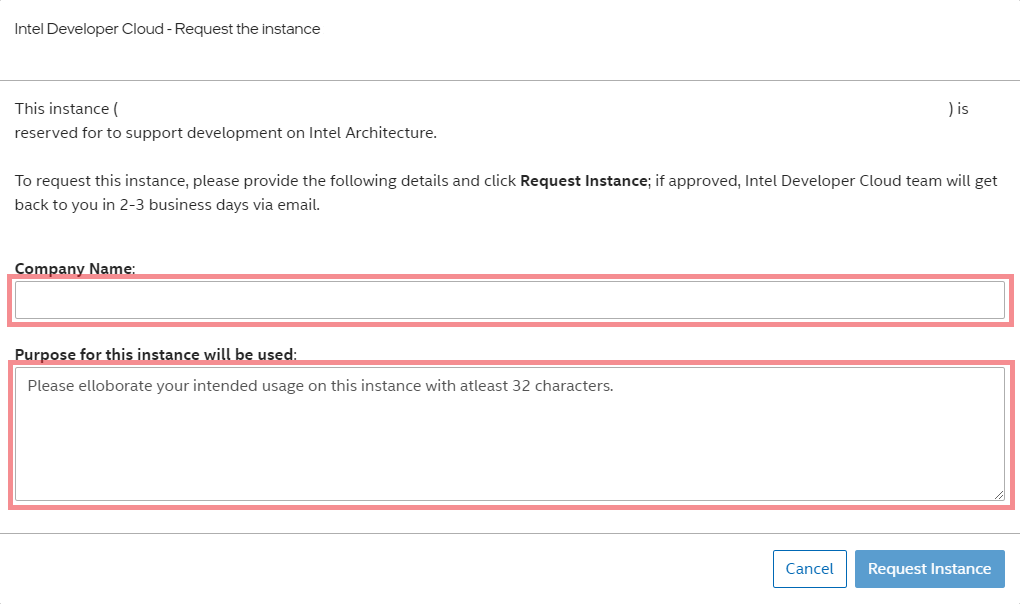 Intel Developer Cloud - Request the instance
This instance ( ) is
reserved for to support development on Intel Architecture.
To request this instance, please provide the following details and click Request Instance; if approved, Intel Developer Cloud team will get
back to you in 2-3 business days via email.
Company Name:
Purpose for this instance will be used:
Please elloborate your intended usage on this instance with atleast 32 characters.
Cancel
Request Instance